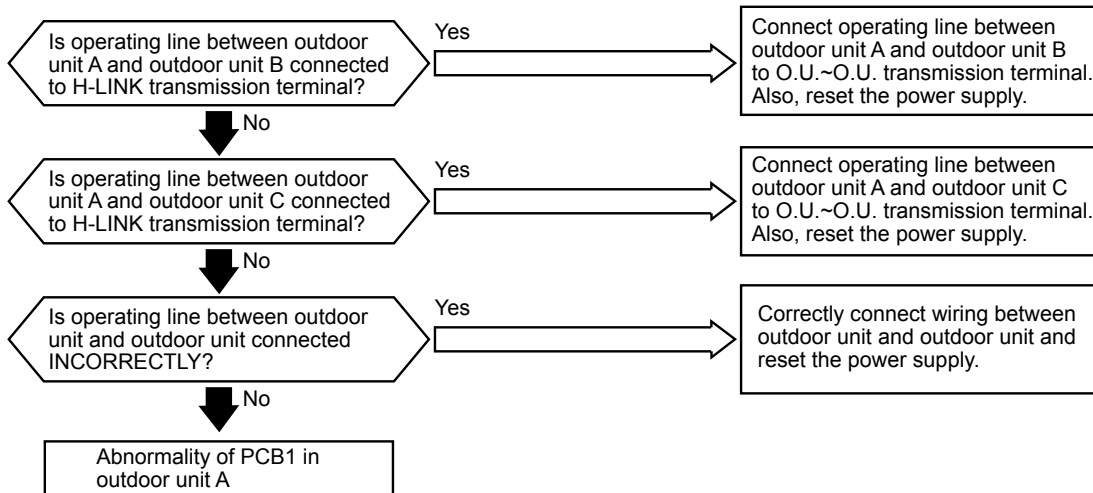 Is operating line between outdoor
unit A and outdoor unit B connected
to H-LINK transmission terminal?
Yes
Connect operating line between
outdoor unit A and outdoor unit B
to O.U.~O.U. transmission terminal.
Also, reset the power supply.
No
Is operating line between outdoor
unit A and outdoor unit C connected
to H-LINK transmission terminal?
Yes
Connect operating line between
outdoor unit A and outdoor unit C
to O.U.~O.U. transmission terminal.
Also, reset the power supply.
No
Is operating line between outdoor
unit and outdoor unit connected
INCORRECTLY?
Yes
Correctly connect wiring between
outdoor unit and outdoor unit and
reset the power supply.
No
Abnormality of PCB1 in
outdoor unit A